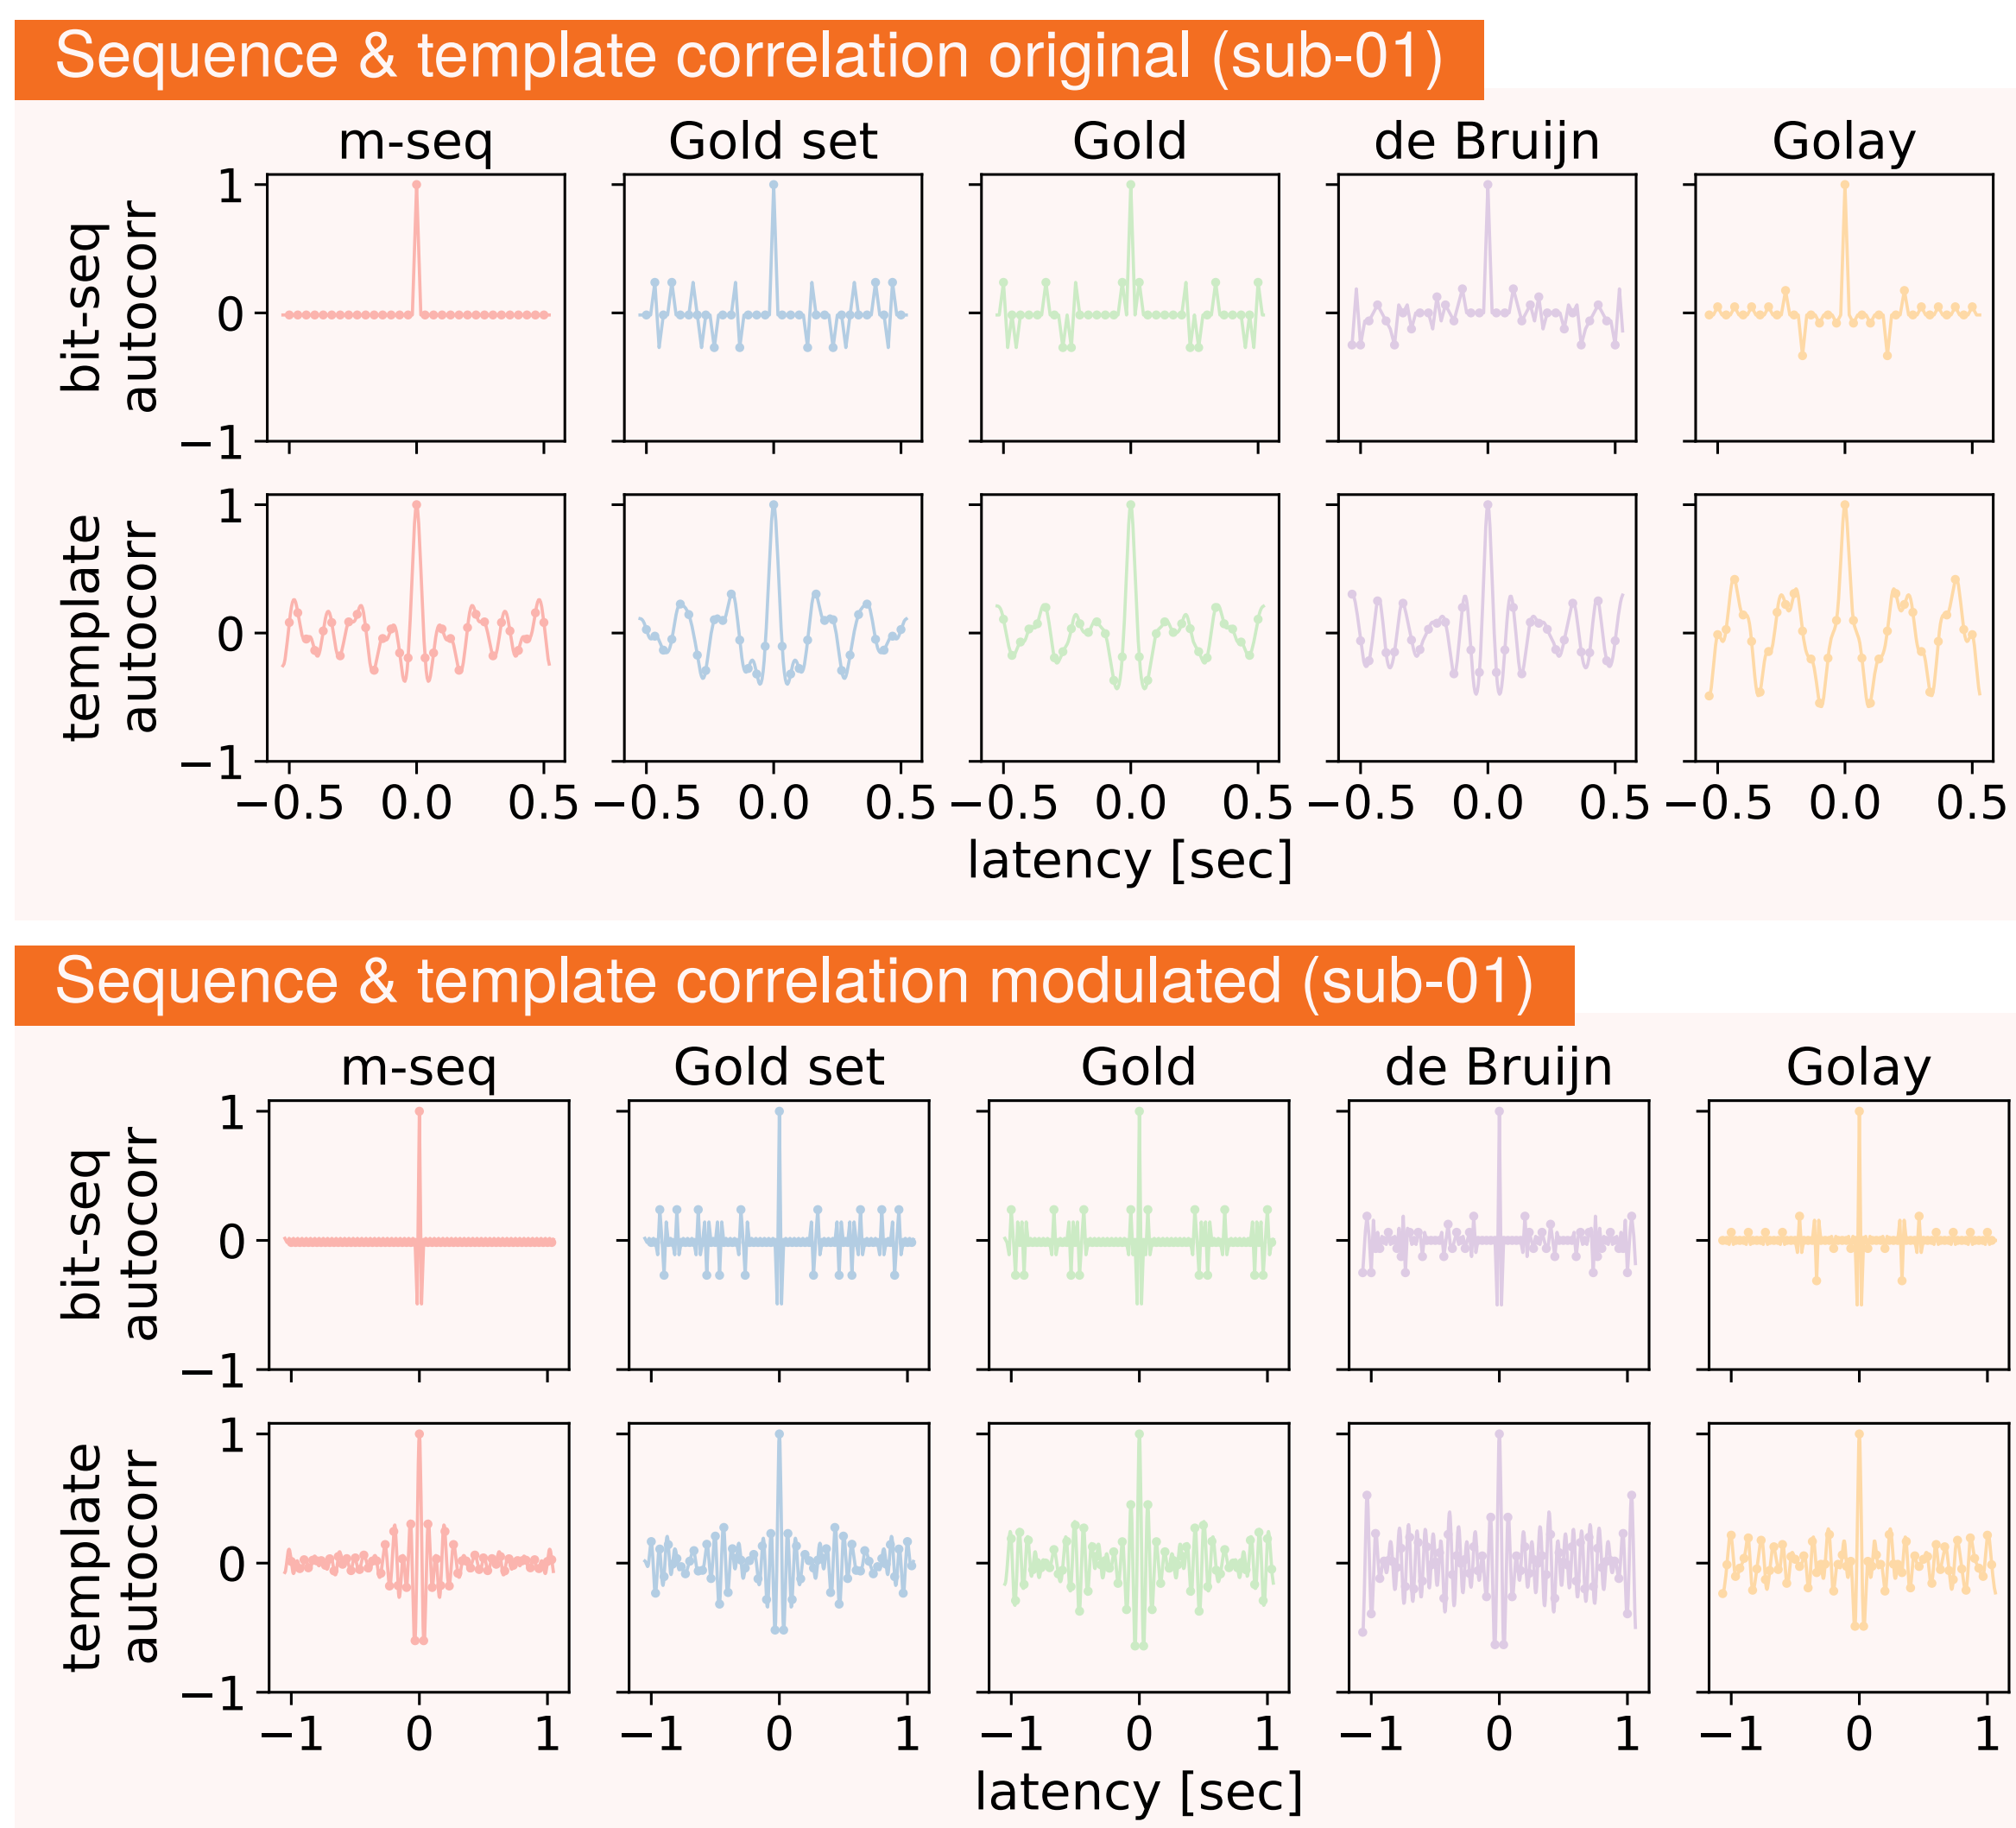 Sequence & template correlation original (sub-01)
m-seq Gold set Gold de Bruijn Golay
bit-seq
autocorr
1
0
−1
template
autocorr
1
0
−1
−0.5 0.0 0.5 −0.5 0.0 0.5 −0.5 0.0 0.5 −0.5 0.0 0.5 −0.5 0.0 0.5
latency [sec]
Sequence & template correlation modulated (sub-01)
m-seq Gold set Gold de Bruijn Golay
bit-seq
autocorr
1
0
−1
template
autocorr
1
0
−1
−1 0 1 −1 0 1 −1 0 1 −1 0 1 −1 0 1
latency [sec]